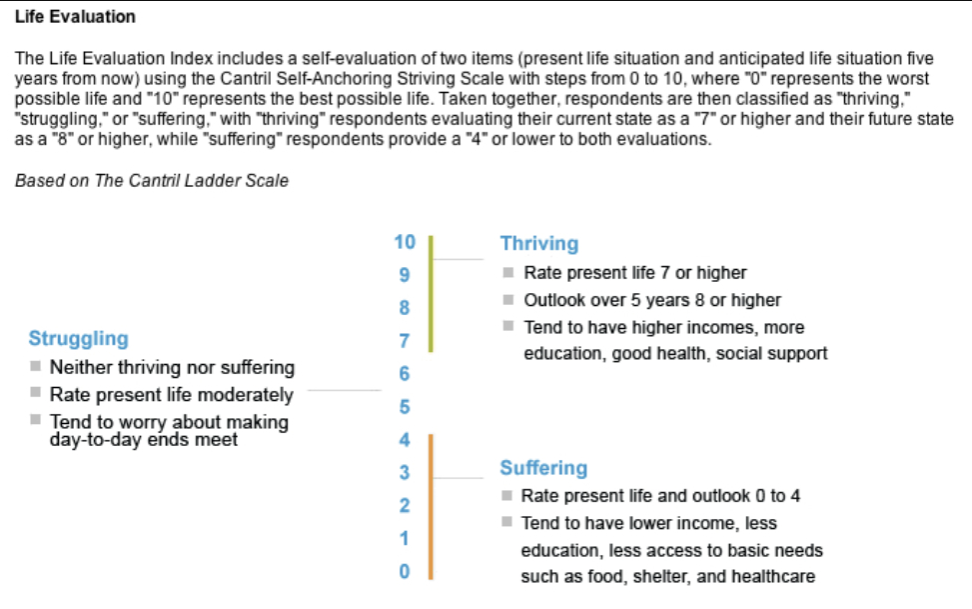 Life Evaluation
The Life Evaluation Index includes a self-evaluation of two items (present life situation and anticipated life situation five
years from now) using the Cantril Self-Anchoring Striving Scale with steps from 0 to 10, where "0" represents the worst
possible life and "10" represents the best possible life. Taken together, respondents are then classified as "thriving,"
"struggling," or "suffering," with "thriving" respondents evaluating their current state as a "7" or higher and their future state
as a "8" or higher, while "suffering" respondents provide a "4" or lower to both evaluations.
Based on The Cantril Ladder Scale
Struggling
Neither thriving nor suffering
Rate present life moderately
Tend to worry about making
day-to-day ends meet
10
9
8
7
6
5
4
3
2
1
0
Thriving
Rate present life 7 or higher
Outlook over 5 years 8 or higher
Tend to have higher incomes, more
education, good health, social support
Suffering
Rate present life and outlook 0 to 4
Tend to have lower income, less
education, less access to basic needs
such as food, shelter, and healthcare